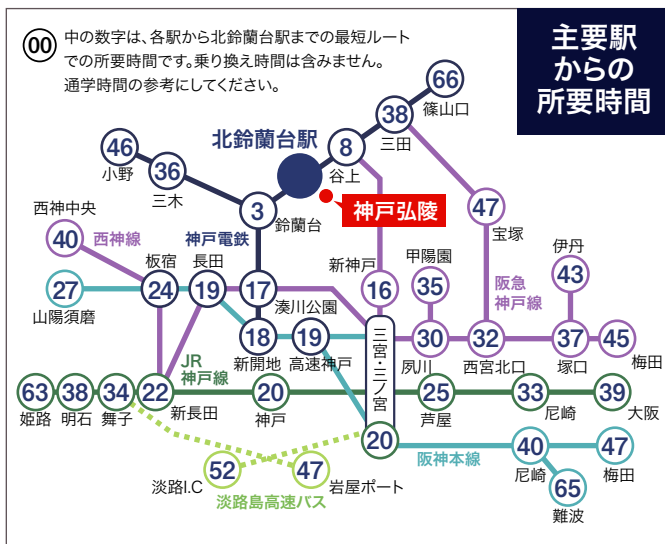 00 中の数字は、各駅から北鈴蘭台駅までの最短ルート
での所要時間です。乗り換え時間は含みません。
通学時間の参考にしてください。
主要駅
からの
所要時間
66
篠山口
38
三田
北鈴蘭台駅
8
谷上
46
小野
36
三木
3
鈴蘭台
神戸弘陵
47
宝塚
西神中央
40
西神線
神戸電鉄
新神戸
16
甲陽園
35
阪急
神戸線
伊丹
43
27
山陽須磨
板宿
24
長田
19
17
湊川公園
18
新開地
19
高速神戸
三宮・三ノ宮
30
夙川
32
西宮北口
37
塚口
45
梅田
JR
神戸線
63
姫路
38
明石
34
舞子
22
新長田
20
神戸
25
芦屋
33
尼崎
39
大阪
20
阪神本線
40
尼崎
47
梅田
65
難波
52
淡路I.C
47
岩屋ポート
淡路島高速バス